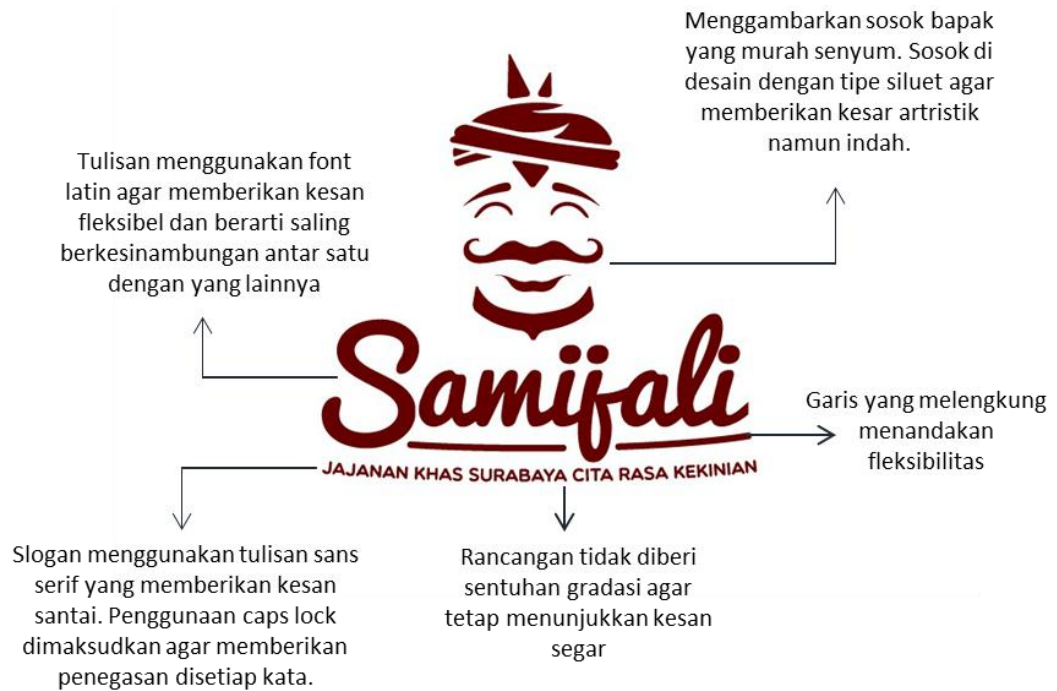 Menggambarkan sosok bapak
yang murah senyum. Sosok di
desain dengan tipe siluet agar
memberikan kesar artristik
namun indah.
Tulisan menggunakan font
latin agar memberikan kesan
fleksibel dan berarti saling
berkesinambungan antar satu
dengan yang lainnya
Samijali
JAJANAN KHAS SURABAYA CITA RASA KEKINIAN
Garis yang melengkung
menandakan
fleksibilitas
Slogan menggunakan tulisan sans
serif yang memberikan kesan
santai. Penggunaan caps lock
dimaksudkan agar memberikan
penegasan disetiap kata.
Rancangan tidak diberi
sentuhan gradasi agar
tetap menunjukkan kesan
segar